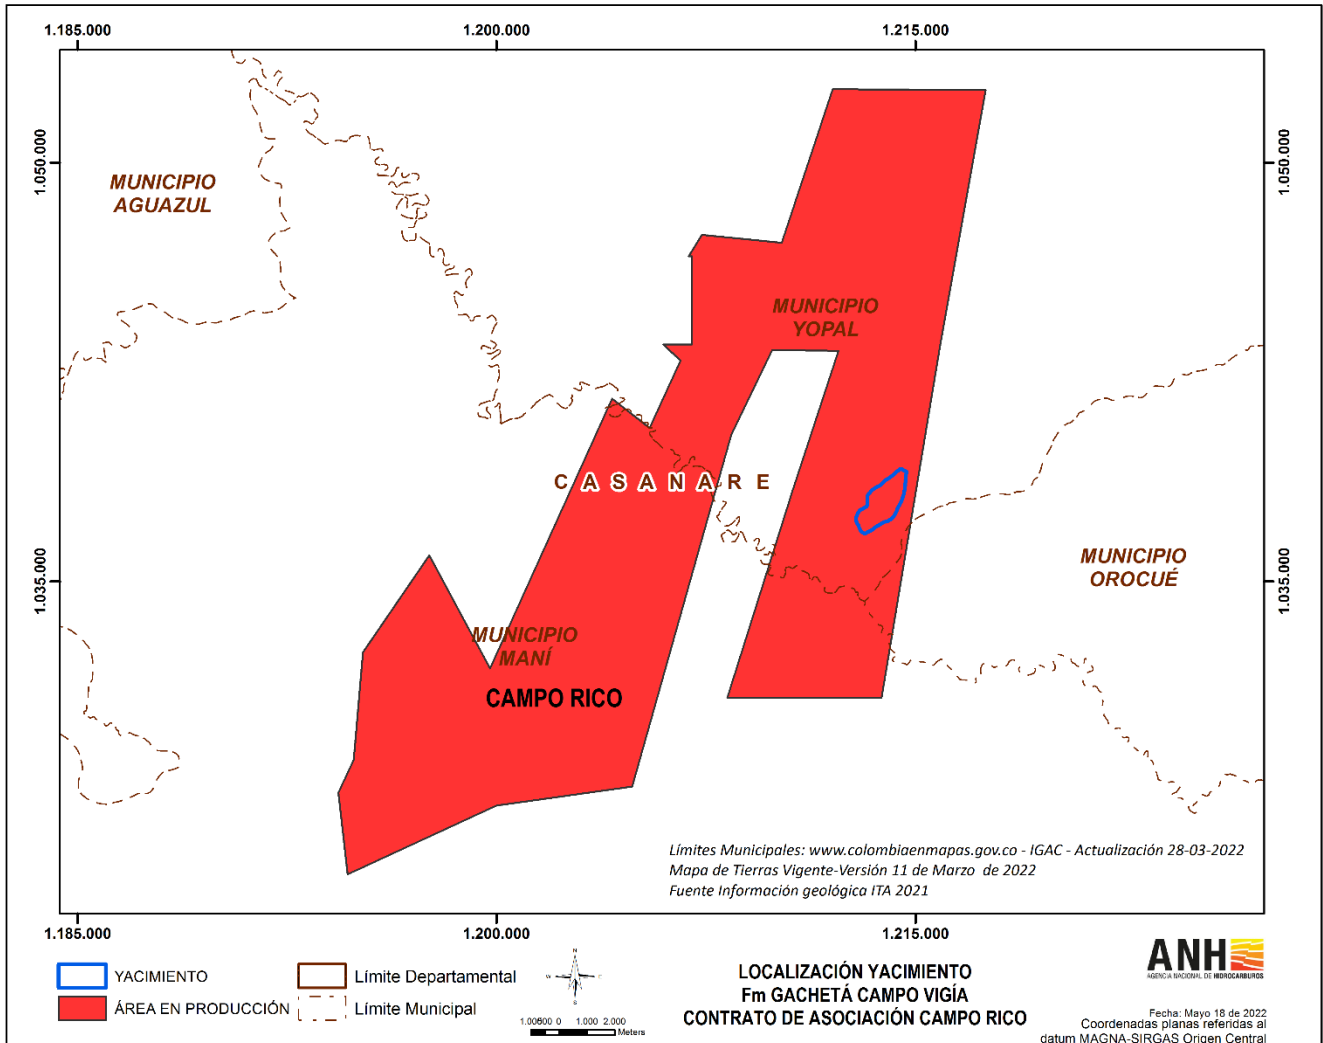 1.185.000 1.200.000 1.215.000
1.050.000 1.050.000
MUNICIPIO
AGUAZUL
MUNICIPIO
YOPAL
CASANARE
MUNICIPIO
OROCUÉ
1.035.000 1.035.000
MUNICIPIO
MANÍ
CAMPO RICO
Límites Municipales: www.colombiaenmapas.gov.co - IGAC - Actualización 28-03-2022
Mapa de Tierras Vigente-Versión 11 de Marzo de 2022
Fuente Información geológica ITA 2021
1.185.000 1.200.000 1.215.000
YACIMIENTO
ÁREA EN PRODUCCIÓN
Límite Departamental
Límite Municipal
N
W E
S
1.000500 0 1.000 2.000
Meters
LOCALIZACIÓN YACIMIENTO
Fm GACHETÁ CAMPO VIGÍA
CONTRATO DE ASOCIACIÓN CAMPO RICO
ANH
AGENCIA NACIONAL DE HIDROCARBUROS
Fecha: Mayo 18 de 2022
Coordenadas planas referidas al
datum MAGNA-SIRGAS Origen Central